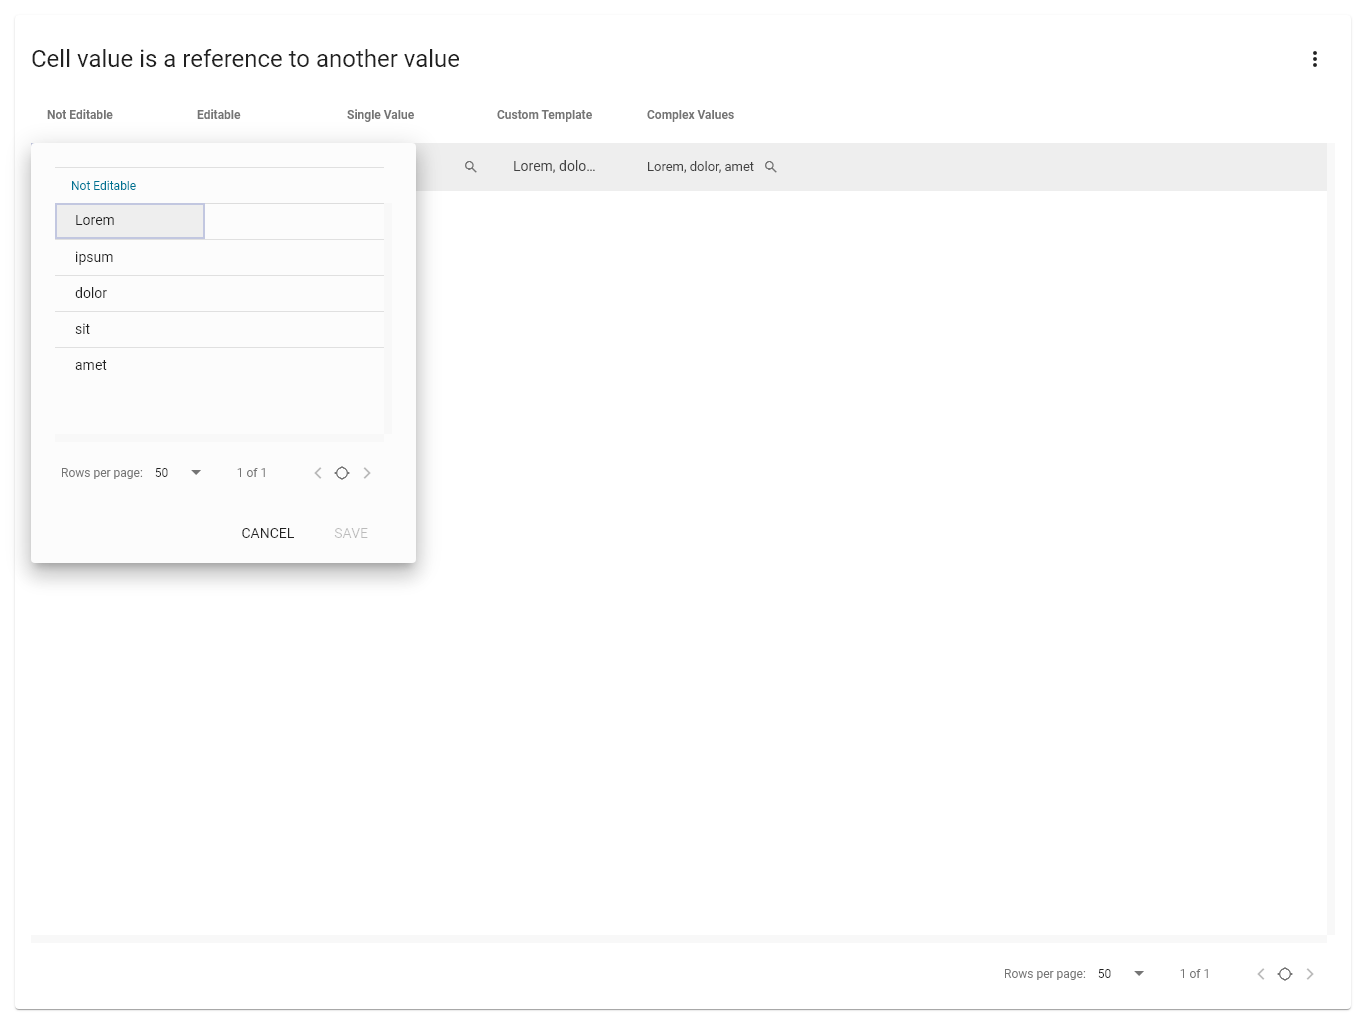 Cell value is a reference to another value
Not Editable Editable Single Value Custom Template Complex Values
Lorem, dolo... Lorem, dolor, amet
Not Editable
Lorem
ipsum
dolor
sit
amet
Rows per page: 50 1 of 1
CANCEL SAVE
Rows per page: 50 1 of 1